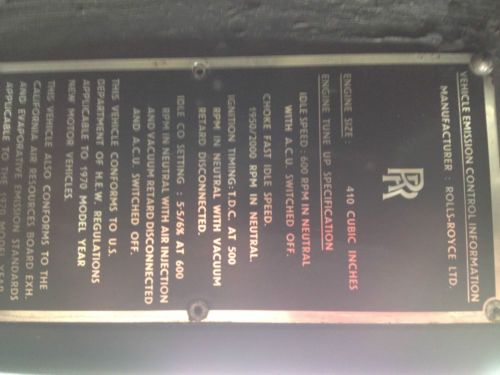 VEHICLE EMISSION CONTROL INFORMATION
MANUFACTURER : ROLLS-ROYCE LTD.
RR
ENGINE SIZE: 410 CUBIC INCHES
ENGINE TUNE UP SPECIFICATION
IDLE SPEED: 600 RPM IN NEUTRAL
WITH A.C.U. SWITCHED OFF.
CHOKE FAST IDLE SPEED.
1950/2000 RPM IN NEUTRAL.
IGNITION TIMING: T.D.C. AT 500
RPM IN NEUTRAL WITH VACUUM
RETARD DISCONNECTED.
IDLE CO SETTING : 5·5/6% AT 600
RPM IN NEUTRAL WITH AIR INJECTION
AND VACUUM RETARD DISCONNECTED
AND A.C.U. SWITCHED OFF.
THIS VEHICLE CONFORMS TO U.S.
DEPARTMENT OF H.E.W. REGULATIONS
APPLICABLE TO 1970 MODEL YEAR
NEW MOTOR VEHICLES.
THIS VEHICLE ALSO CONFORMS TO THE
CALIFORNIA AIR RESOURCES BOARD EXH.
AND EVAPORATIVE EMISSION STANDARDS
APPLICABLE TO THE 1970 MODEL YEAR